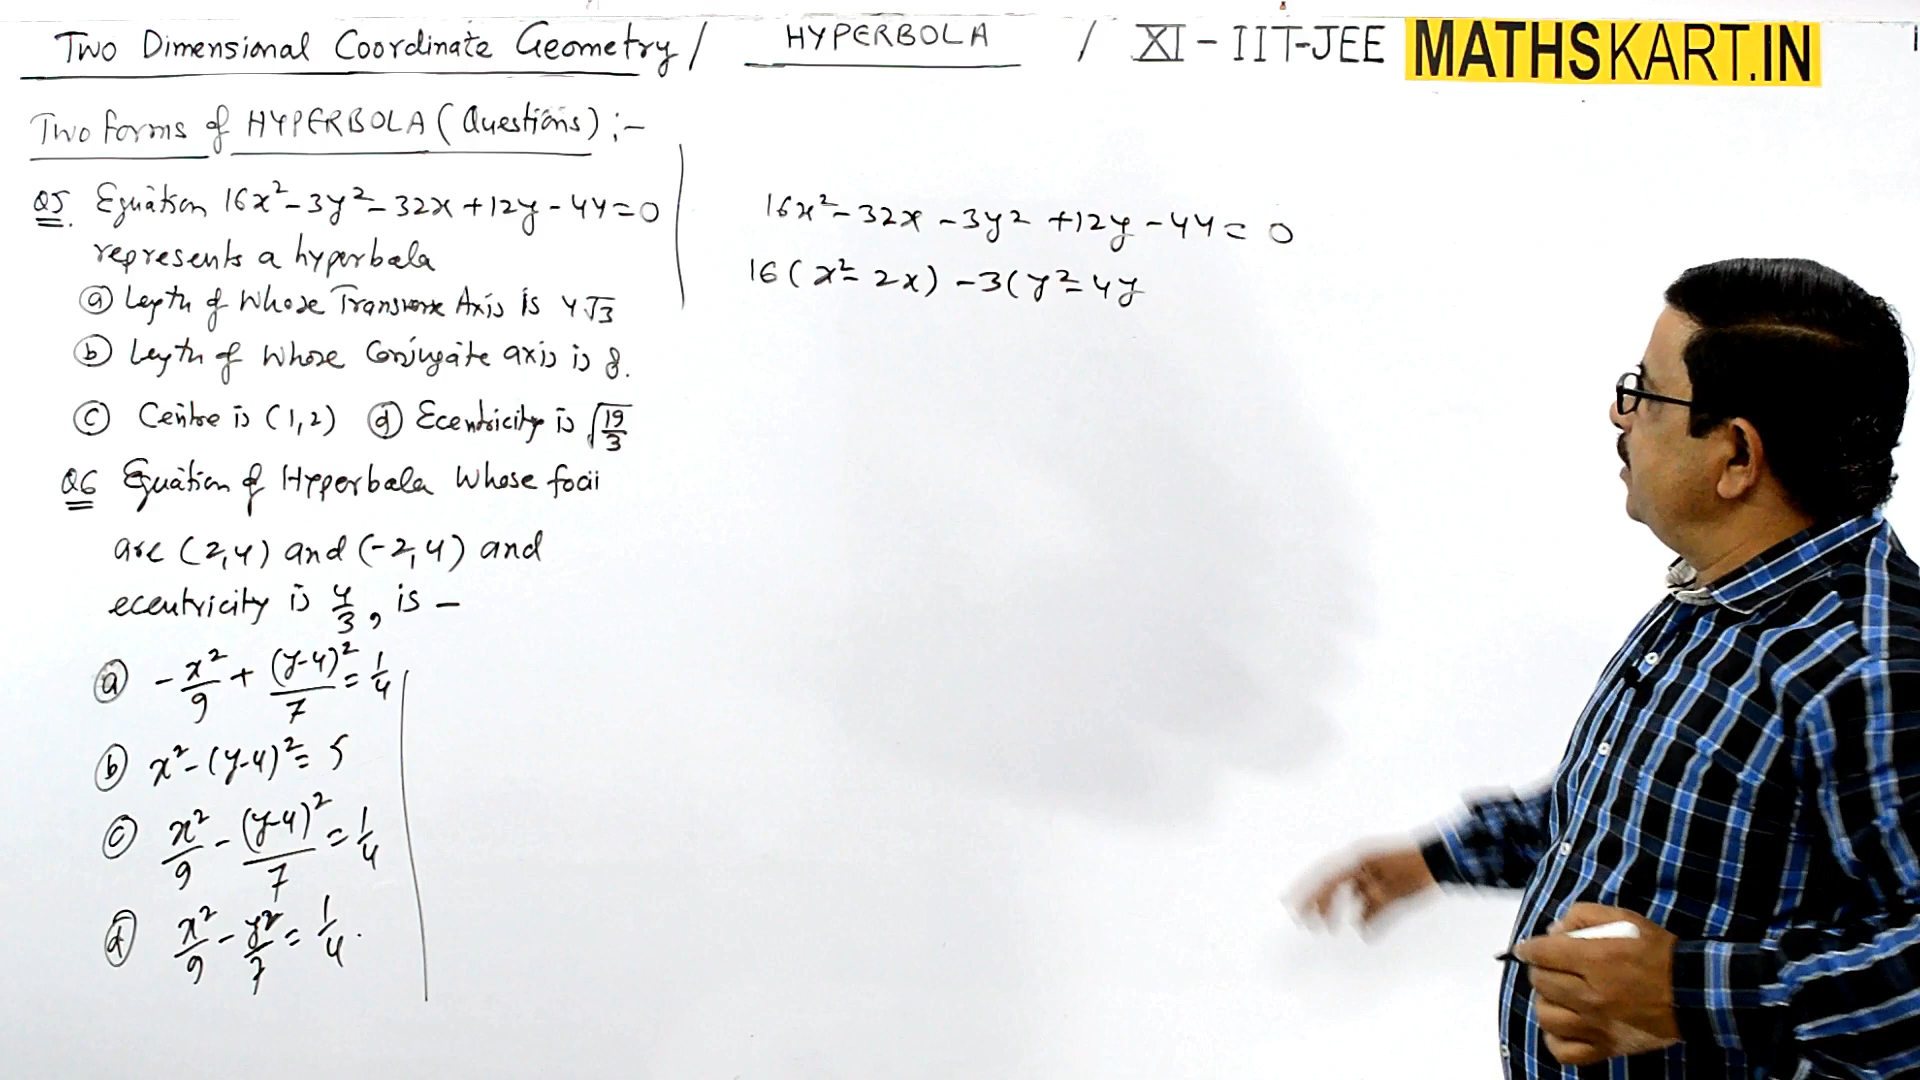 Two Dimensional Coordinate Geometry / HYPERBOLA / XI - IIT-JEE MATHSKART.IN
Two forms of HYPERBOLA (Questions) :-
Q5. Equation 16x² - 3y² - 32x + 12y - 44 = 0
represents a hyperbala
(a) Length of whose Transverse Axis is 4√3
(b) Length of whose Conjugate axis is 8.
(c) Centre is (1,2) (d) Ecentricity is √19/3
Q6 Equation of Hyperbala whose focii
are (2,4) and (-2,4) and
ecentricity is 4/3, is -
(a) -x²/9 + (y-4)²/7 = 1/4
(b) x² - (y-4)² = 5
(c) x²/9 - (y-4)²/7 = 1/4
(d) x²/9 - y²/7 = 1/4.
16x² - 32x - 3y² + 12y - 44 = 0
16(x² - 2x) - 3(y² - 4y